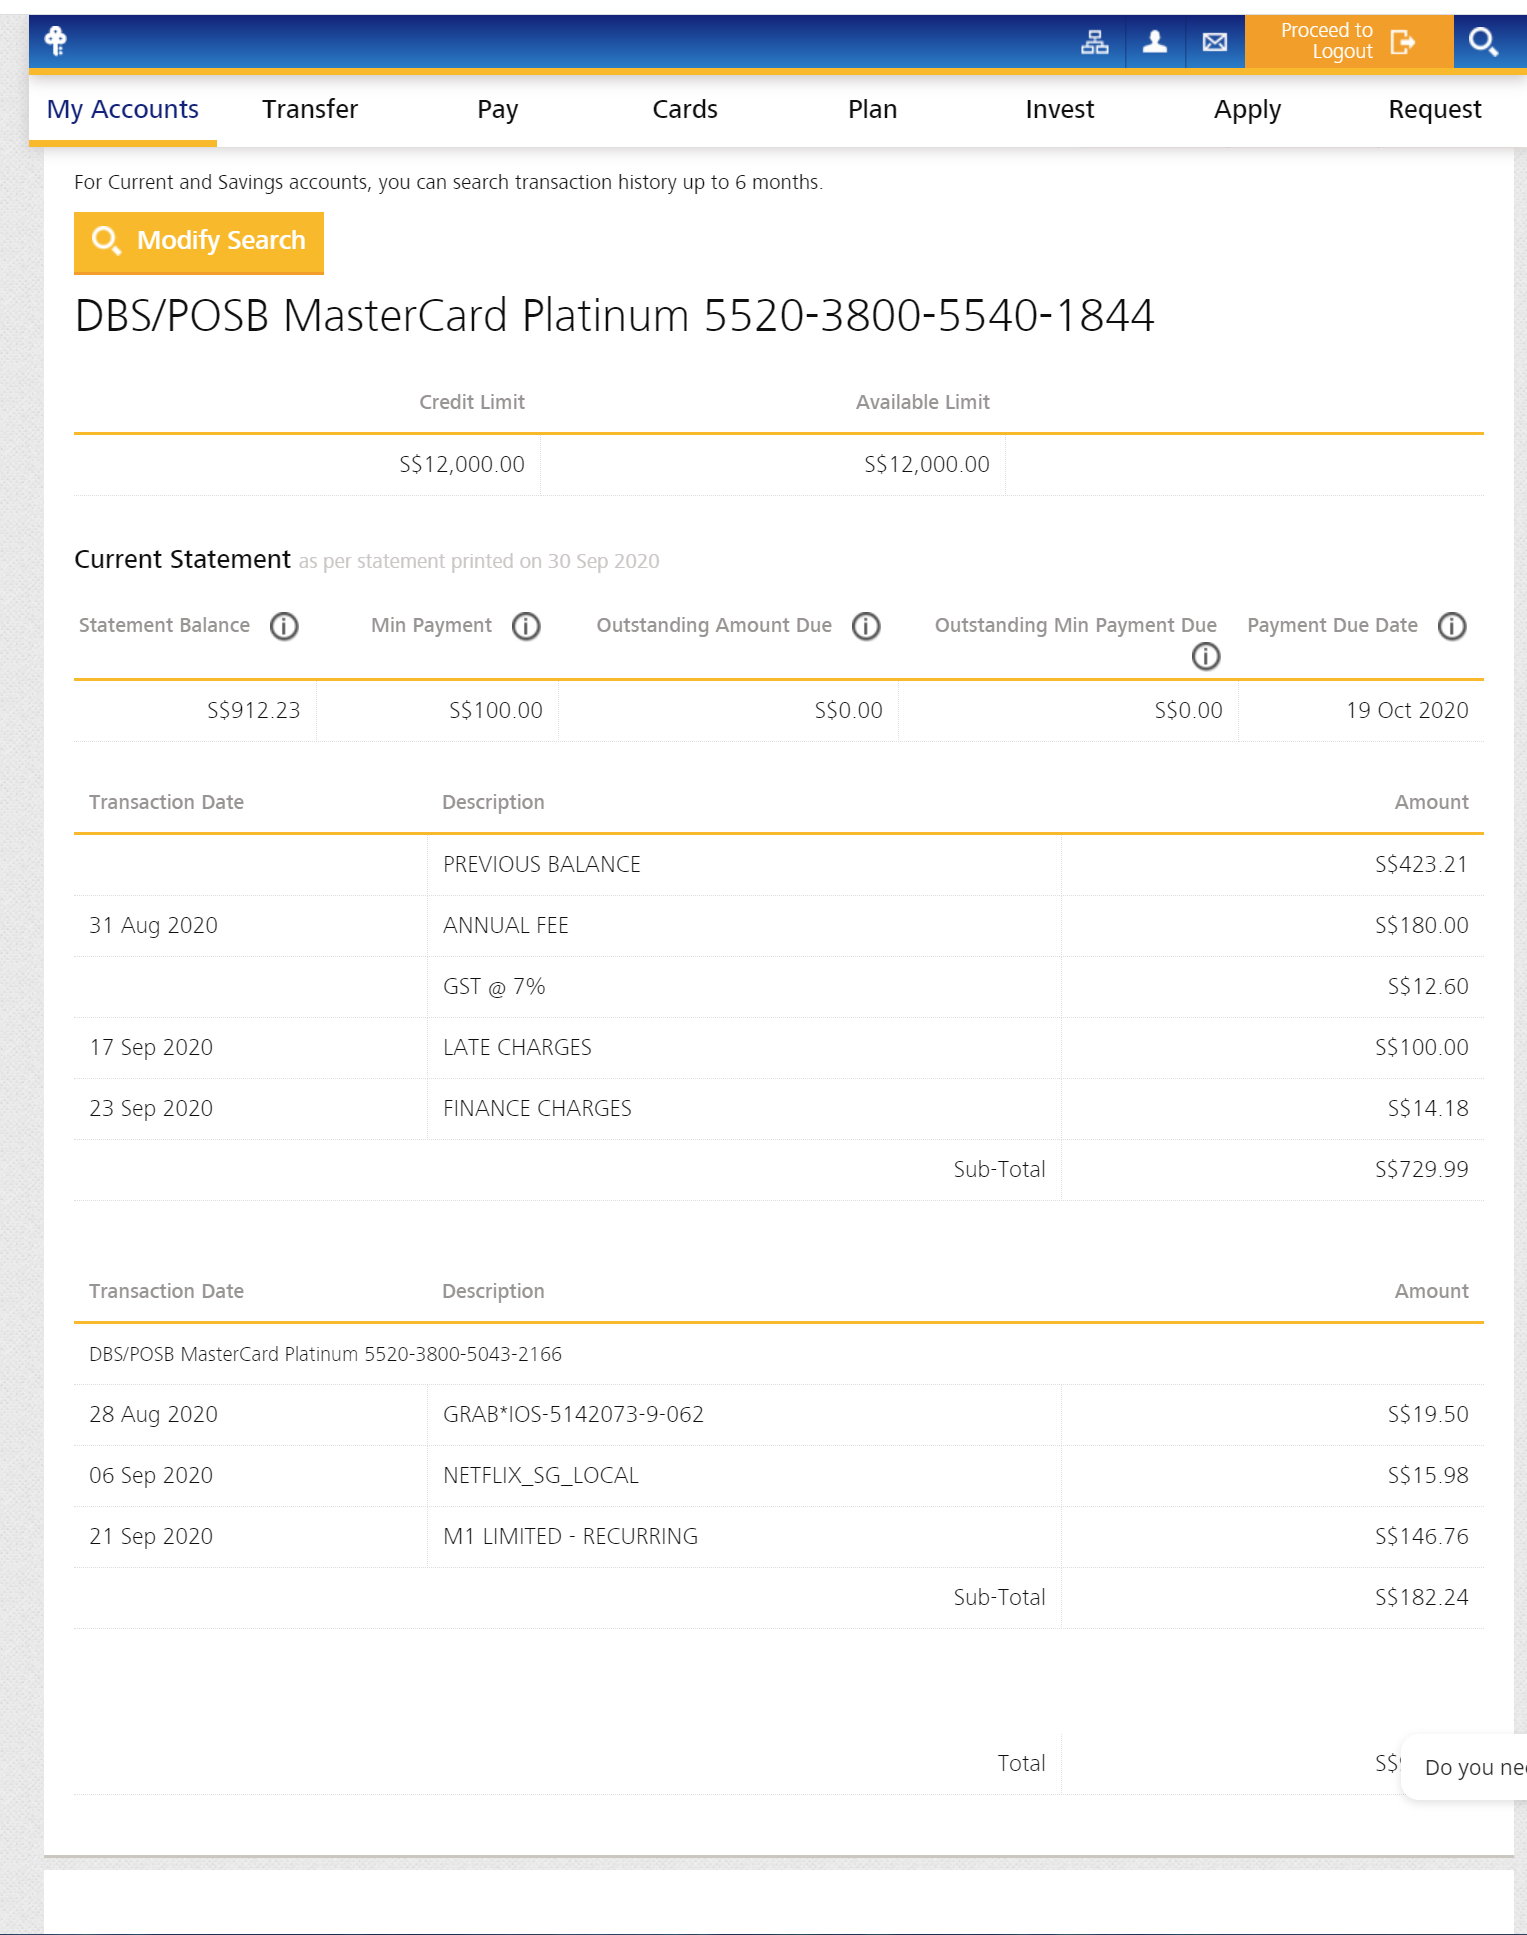 Proceed to
Logout
My Accounts Transfer Pay Cards Plan Invest Apply Request
For Current and Savings accounts, you can search transaction history up to 6 months.
Modify Search
DBS/POSB MasterCard Platinum 5520-3800-5540-1844
Credit Limit Available Limit
S$12,000.00 S$12,000.00
Current Statement as per statement printed on 30 Sep 2020
Statement Balance Min Payment Outstanding Amount Due Outstanding Min Payment Due Payment Due Date
S$912.23 S$100.00 S$0.00 S$0.00 19 Oct 2020
Transaction Date Description Amount
PREVIOUS BALANCE S$423.21
31 Aug 2020 ANNUAL FEE S$180.00
GST @ 7% S$12.60
17 Sep 2020 LATE CHARGES S$100.00
23 Sep 2020 FINANCE CHARGES S$14.18
Sub-Total S$729.99
Transaction Date Description Amount
DBS/POSB MasterCard Platinum 5520-3800-5043-2166
28 Aug 2020 GRAB*IOS-5142073-9-062 S$19.50
06 Sep 2020 NETFLIX_SG_LOCAL S$15.98
21 Sep 2020 M1 LIMITED - RECURRING S$146.76
Sub-Total S$182.24
Total S$
Do you